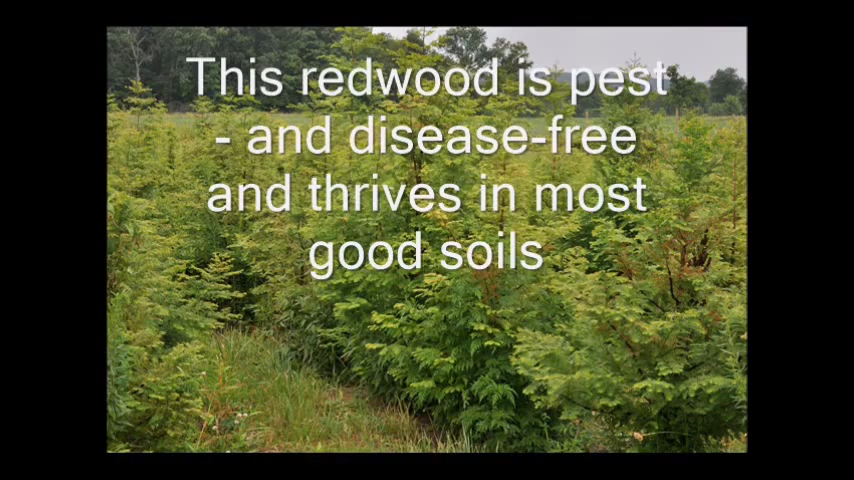 This redwood is pest
- and disease-free
and thrives in most
good soils